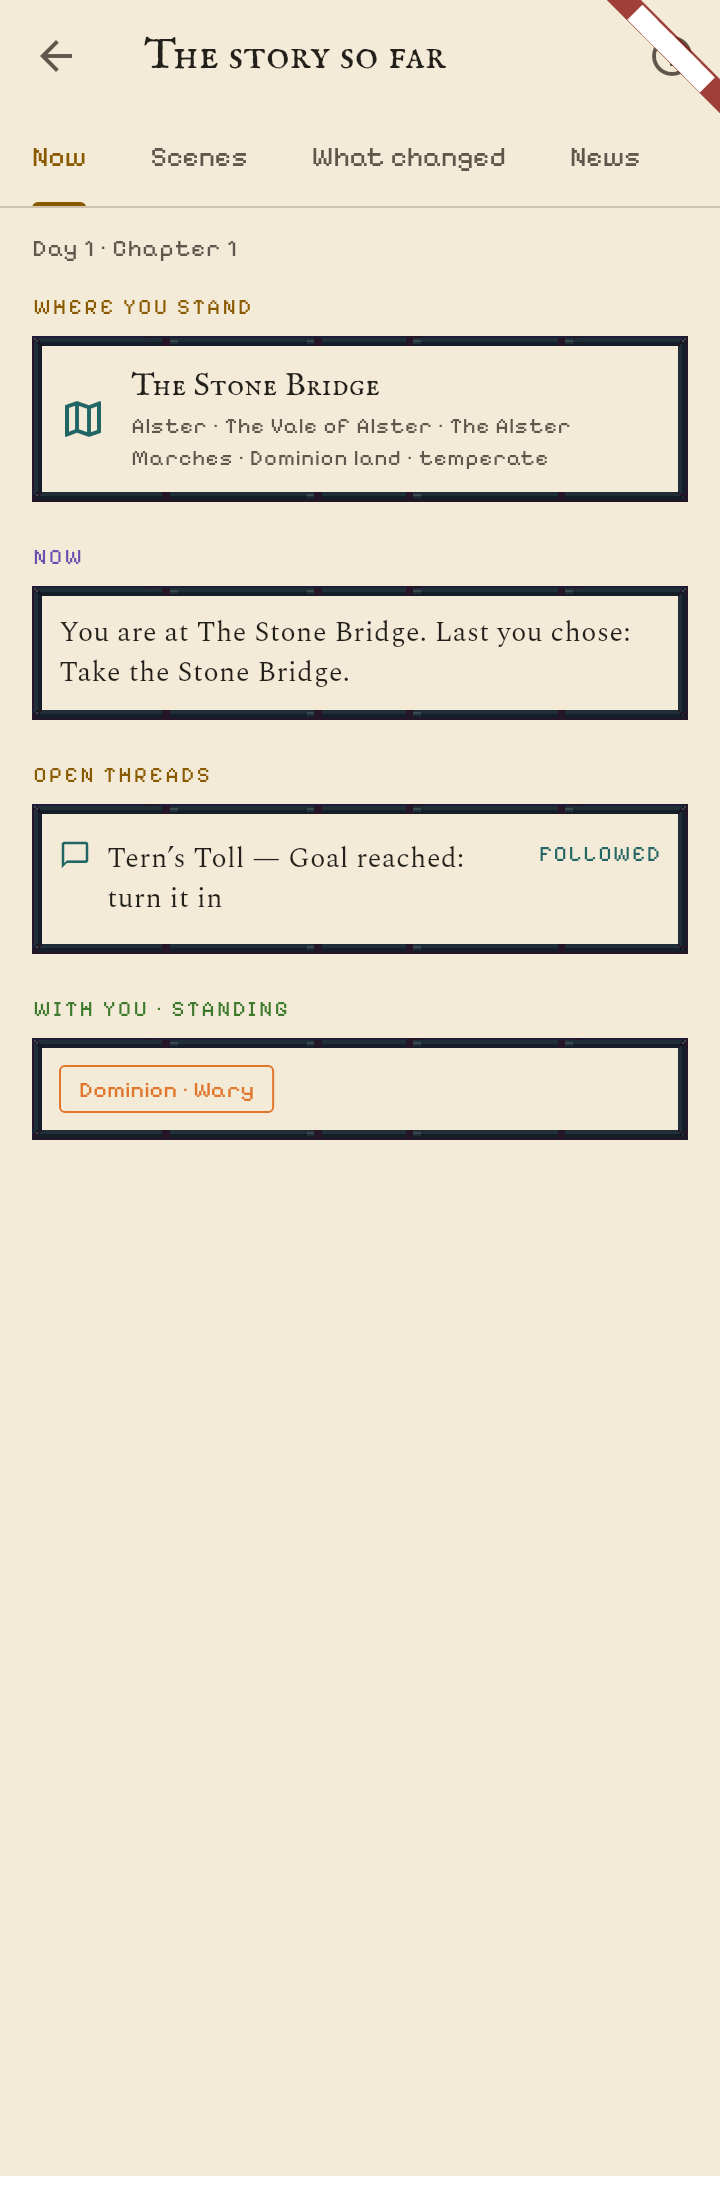 The story so far
Now
Scenes
What changed
News
Day 1 · Chapter 1
WHERE YOU STAND
The Stone Bridge
Alster · The Vale of Alster · The Alster
Marches · Dominion land · temperate
NOW
You are at The Stone Bridge. Last you chose:
Take the Stone Bridge.
OPEN THREADS
Tern's Toll — Goal reached:
turn it in
FOLLOWED
WITH YOU · STANDING
Dominion · Wary